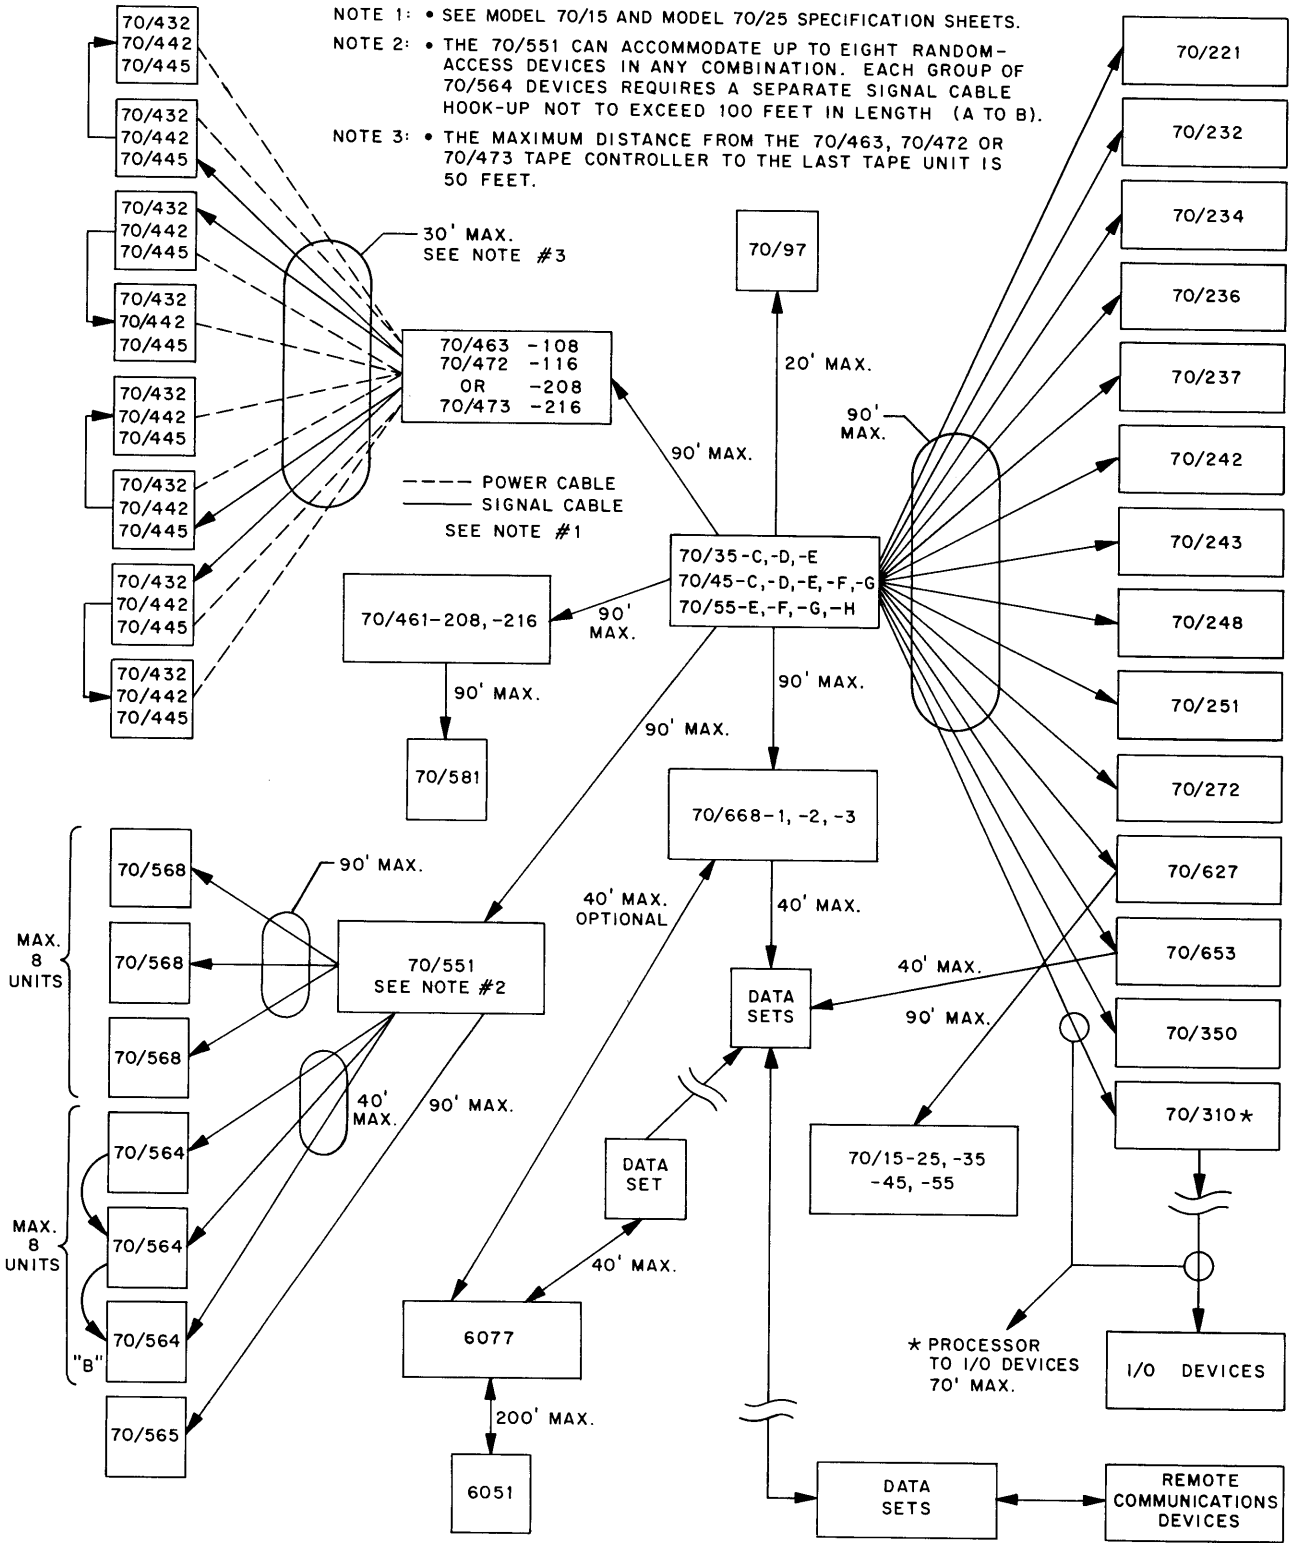 NOTE 1: • SEE MODEL 70/15 AND MODEL 70/25 SPECIFICATION SHEETS.
NOTE 2: • THE 70/551 CAN ACCOMMODATE UP TO EIGHT RANDOM-
ACCESS DEVICES IN ANY COMBINATION. EACH GROUP OF
70/564 DEVICES REQUIRES A SEPARATE SIGNAL CABLE
HOOK-UP NOT TO EXCEED 100 FEET IN LENGTH (A TO B).
NOTE 3: • THE MAXIMUM DISTANCE FROM THE 70/463, 70/472 OR
70/473 TAPE CONTROLLER TO THE LAST TAPE UNIT IS
50 FEET.
70/432
70/442
70/445
70/432
70/442
70/445
70/432
70/442
70/445
70/432
70/442
70/445
70/432
70/442
70/445
70/432
70/442
70/445
70/432
70/442
70/445
70/432
70/442
70/445
30' MAX.
SEE NOTE #3
70/463 -108
70/472 -116
OR -208
70/473 -216
POWER CABLE
SIGNAL CABLE
SEE NOTE #1
90' MAX.
70/97
20' MAX.
70/35-C,-D,-E
70/45-C,-D,-E,-F,-G
70/55-E,-F,-G,-H
90'
MAX.
70/461-208, -216
90' MAX.
70/581
90'
MAX.
70/221
70/232
70/234
70/236
70/237
70/242
70/243
70/248
70/251
70/272
70/627
70/653
70/350
70/310*
90' MAX.
90' MAX.
70/668-1, -2, -3
40' MAX.
OPTIONAL
40' MAX.
DATA
SETS
40' MAX.
90' MAX.
70/15-25, -35
-45, -55
MAX.
8
UNITS
70/568
70/568
70/568
90' MAX.
70/551
SEE NOTE #2
40'
MAX.
90' MAX.
MAX.
8
UNITS
70/564
70/564
70/564
"B"
70/565
DATA
SET
40' MAX.
6077
200' MAX.
6051
* PROCESSOR
TO I/O DEVICES
70' MAX.
I/O DEVICES
DATA
SETS
REMOTE
COMMUNICATIONS
DEVICES